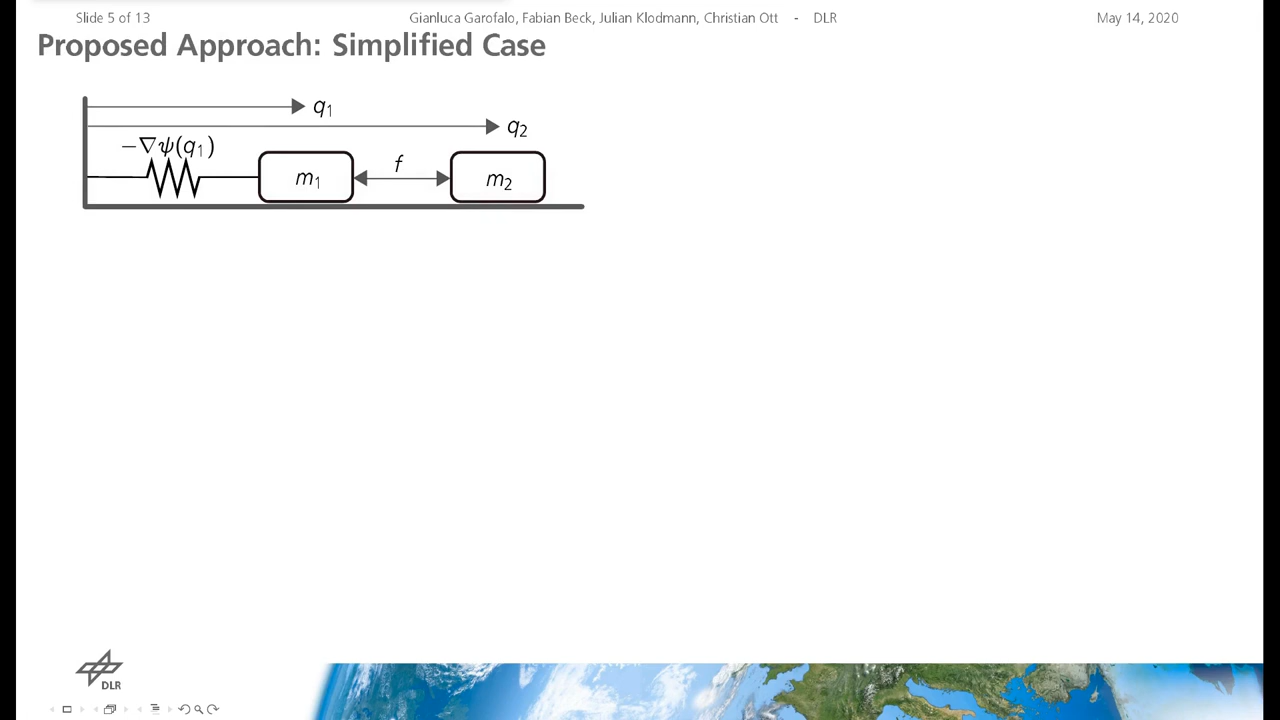 Slide 5 of 13 Gianluca Garofalo, Fabian Beck, Julian Klodmann, Christian Ott - DLR May 14, 2020
Proposed Approach: Simplified Case
q₁
q₂
−∇ψ(q₁)
f
m₁
m₂
DLR